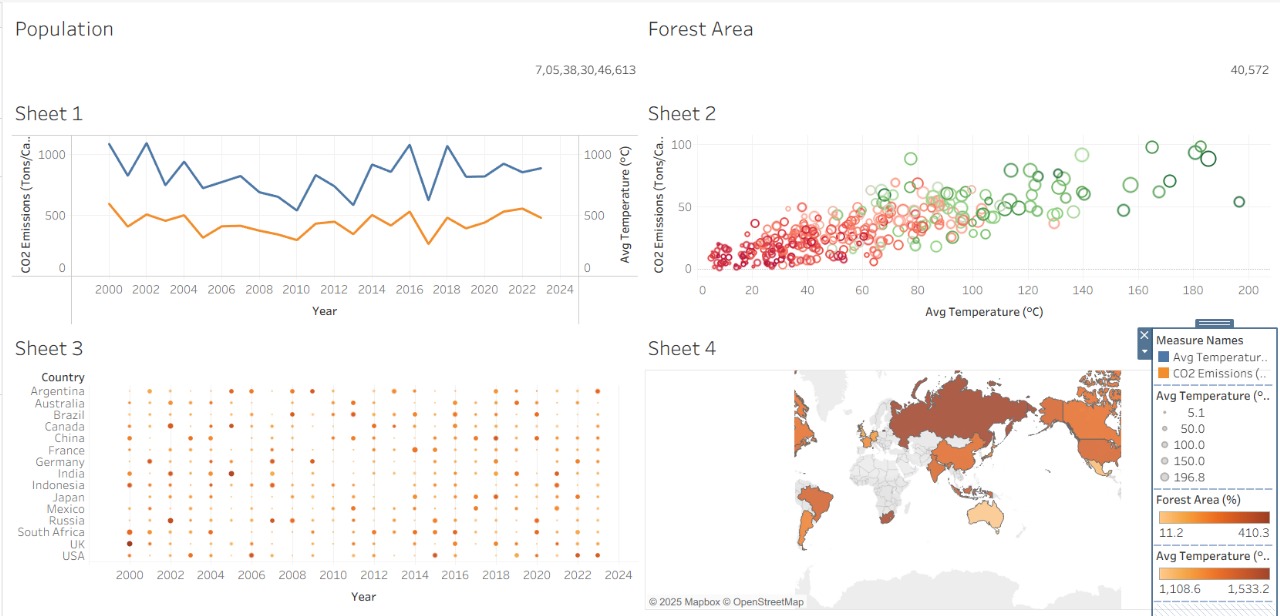 Population
7,05,38,30,46,613
Forest Area
40,572
Sheet 1
CO2 Emissions (Tons/Ca..
1000
500
0
1000
500
0
Avg Temperature (°C)
2000 2002 2004 2006 2008 2010 2012 2014 2016 2018 2020 2022 2024
Year
Sheet 2
CO2 Emissions (Tons/Ca..
100
50
0
0 20 40 60 80 100 120 140 160 180 200
Avg Temperature (°C)
Sheet 3
Country
Argentina
Australia
Brazil
Canada
China
France
Germany
India
Indonesia
Japan
Mexico
Russia
South Africa
UK
USA
2000 2002 2004 2006 2008 2010 2012 2014 2016 2018 2020 2022 2024
Year
Sheet 4
© 2025 Mapbox © OpenStreetMap
Measure Names
Avg Temperatur..
CO2 Emissions (..
Avg Temperature (°..
5.1
50.0
100.0
150.0
196.8
Forest Area (%)
11.2 410.3
Avg Temperature (°..
1,108.6 1,533.2